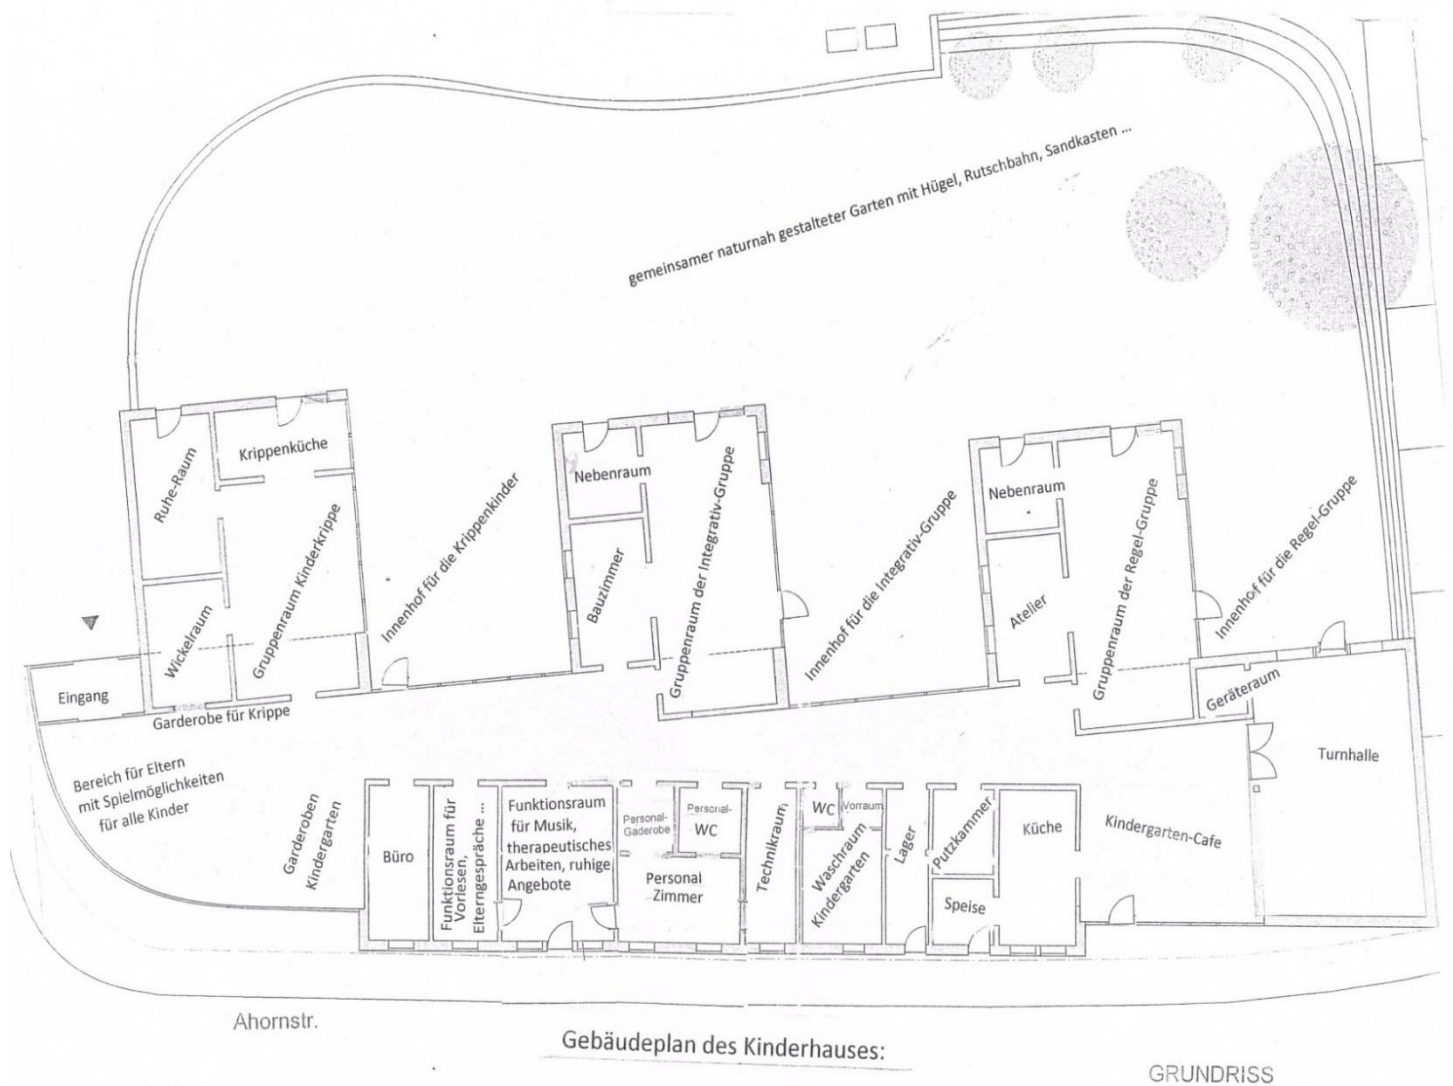 gemeinsamer naturnah gestalteter Garten mit Hügel, Rutschbahn, Sandkasten ...
Ruhe-Raum
Krippenküche
Wickelraum
Gruppenraum Kinderkrippe
Innenhof für die Krippenkinder
Nebenraum
Bauzimmer
Gruppenraum der Integrativ-Gruppe
Innenhof für die Integrativ-Gruppe
Nebenraum
Atelier
Gruppenraum der Regel-Gruppe
Innenhof für die Regel-Gruppe
Geräteraum
Turnhalle
Eingang
Garderobe für Krippe
Bereich für Eltern
mit Spielmöglichkeiten
für alle Kinder
Garderoben
Kindergarten
Büro
Funktionsraum für
Vorlesen,
Elterngespräche ...
Funktionsraum
für Musik,
therapeutisches
Arbeiten, ruhige
Angebote
Personal-
Gaderobe
Personal-
WC
Personal
Zimmer
Technikraum
WC
Vorraum
Waschraum
Kindergarten
Lager
Putzkammer
Speise
Küche
Kindergarten-Cafe
Ahornstr.
Gebäudeplan des Kinderhauses:
GRUNDRISS